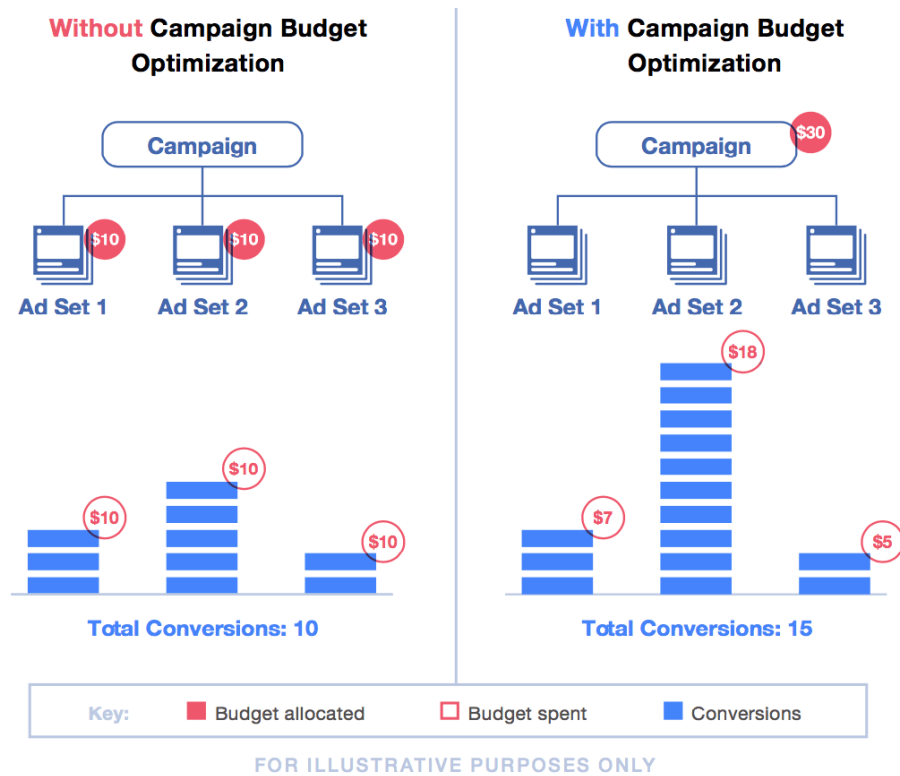 Without Campaign Budget
Optimization
Campaign
$10
$10
$10
Ad Set 1
Ad Set 2
Ad Set 3
$10
$10
$10
Total Conversions: 10
With Campaign Budget
Optimization
Campaign
$30
Ad Set 1
Ad Set 2
Ad Set 3
$7
$18
$5
Total Conversions: 15
Key:
Budget allocated
Budget spent
Conversions
FOR ILLUSTRATIVE PURPOSES ONLY